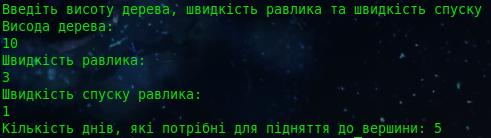 Введіть висоту дерева, швидкість равлика та швидкість спуску
Висода дерева:
10
Швидкість равлика:
3
Швидкість спуску равлика:
1
Кількість днів, які потрібні для підняття до вершини: 5